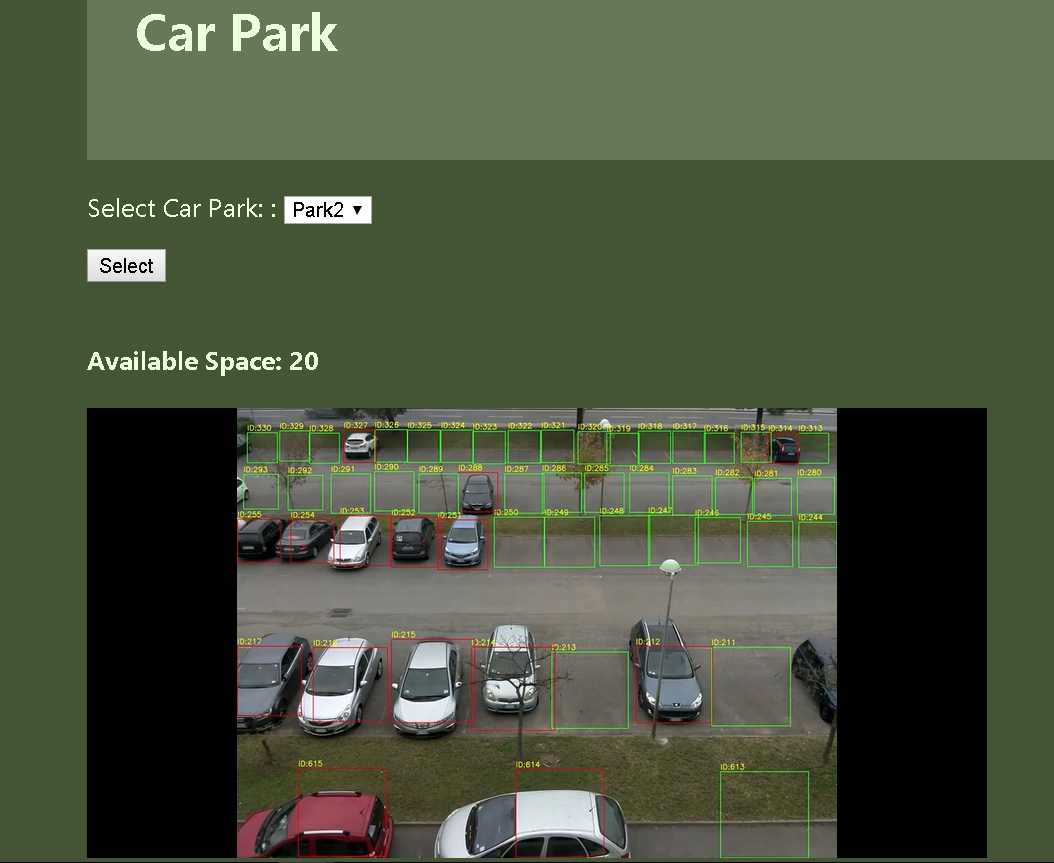 Car Park
Select Car Park: : Park2
Select
Available Space: 20
ID:330 ID:329 ID:328 ID:327 ID:326 ID:325 ID:324 ID:323 ID:322 ID:321 ID:320 ID:319 ID:318 ID:317 ID:316 ID:315 ID:314 ID:313
ID:293 ID:292 ID:291 ID:290 ID:289 ID:288 ID:287 ID:286 ID:285 ID:284 ID:283 ID:282 ID:281 ID:280
ID:255 ID:254 ID:253 ID:252 ID:251 ID:250 ID:249 ID:248 ID:247 ID:246 ID:245 ID:244
ID:217 ID:216 ID:215 ID:214 ID:213 ID:212 ID:211
ID:615 ID:614 ID:613